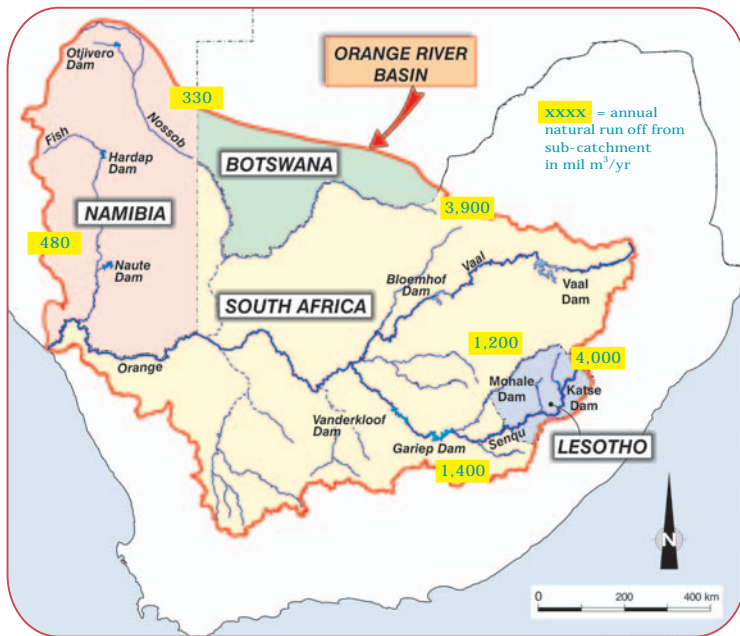 Otjivero
Dam
ORANGE RIVER
BASIN
330
xxxx = annual
natural run off from
sub-catchment
in mil m³/yr
Nossob
Fish
Hardap
Dam
BOTSWANA
NAMIBIA
3,900
480
Naute
Dam
Bloemhof
Dam
Vaal
Vaal
Dam
SOUTH AFRICA
1,200
4,000
Orange
Mohale
Dam
Katse
Dam
Vanderkloof
Dam
Gariep Dam
Senqu
LESOTHO
1,400
N
0 200 400 km